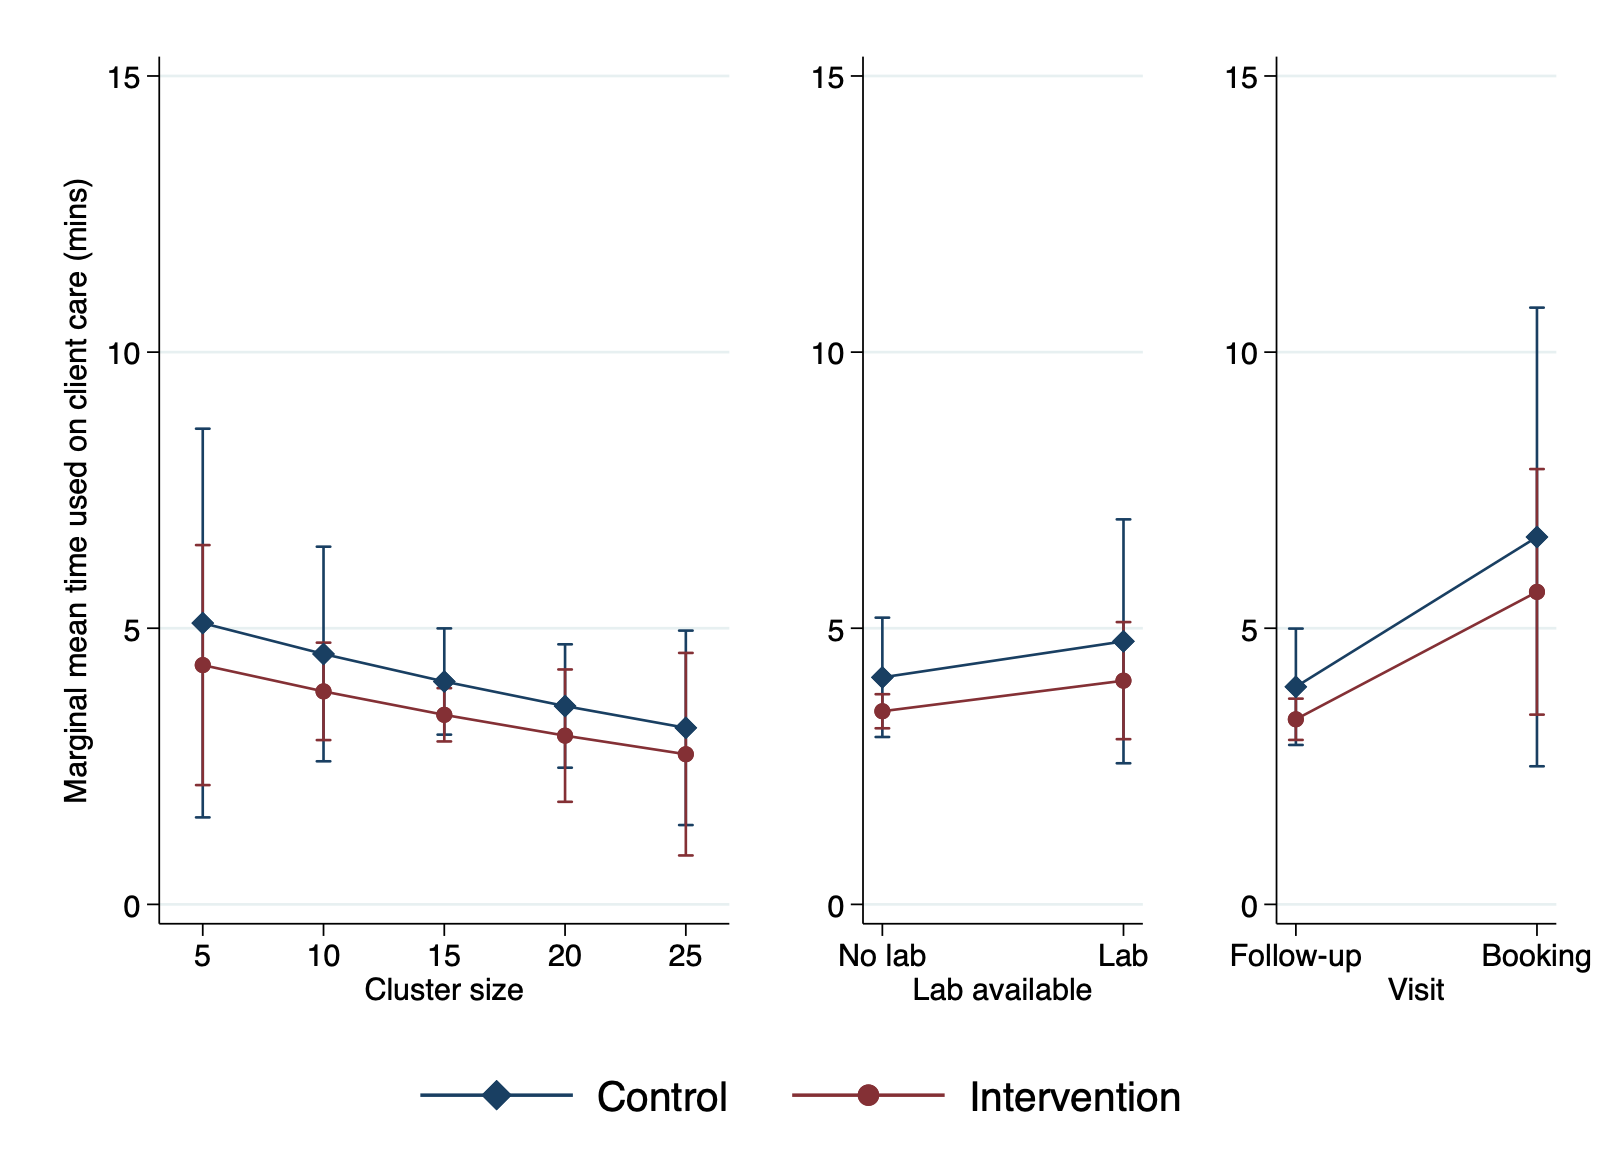 Marginal mean time used on client care (mins)
15
10
5
0
5 10 15 20 25
Cluster size
15
10
5
0
No lab Lab
Lab available
15
10
5
0
Follow-up Booking
Visit
Control Intervention